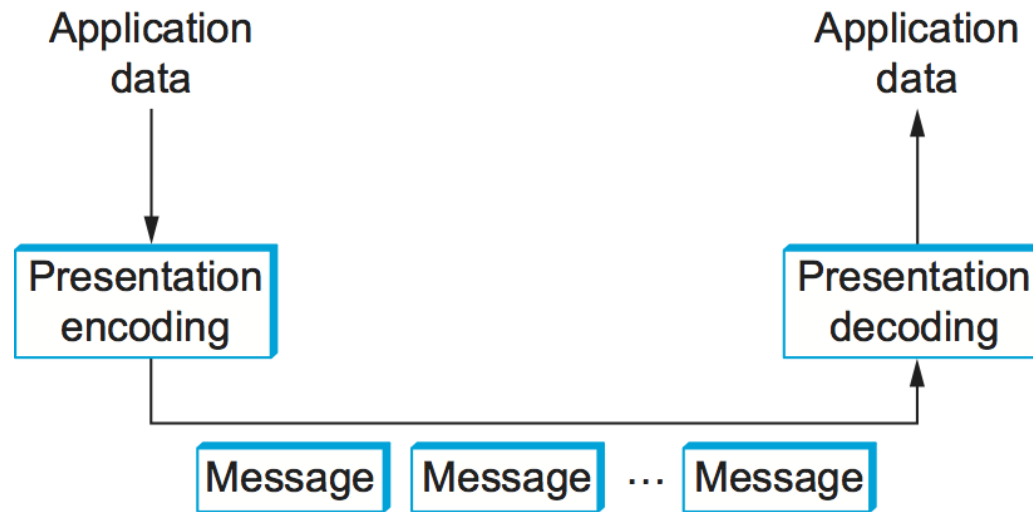 Application
data
Application
data
Presentation
encoding
Presentation
decoding
Message
Message
...
Message